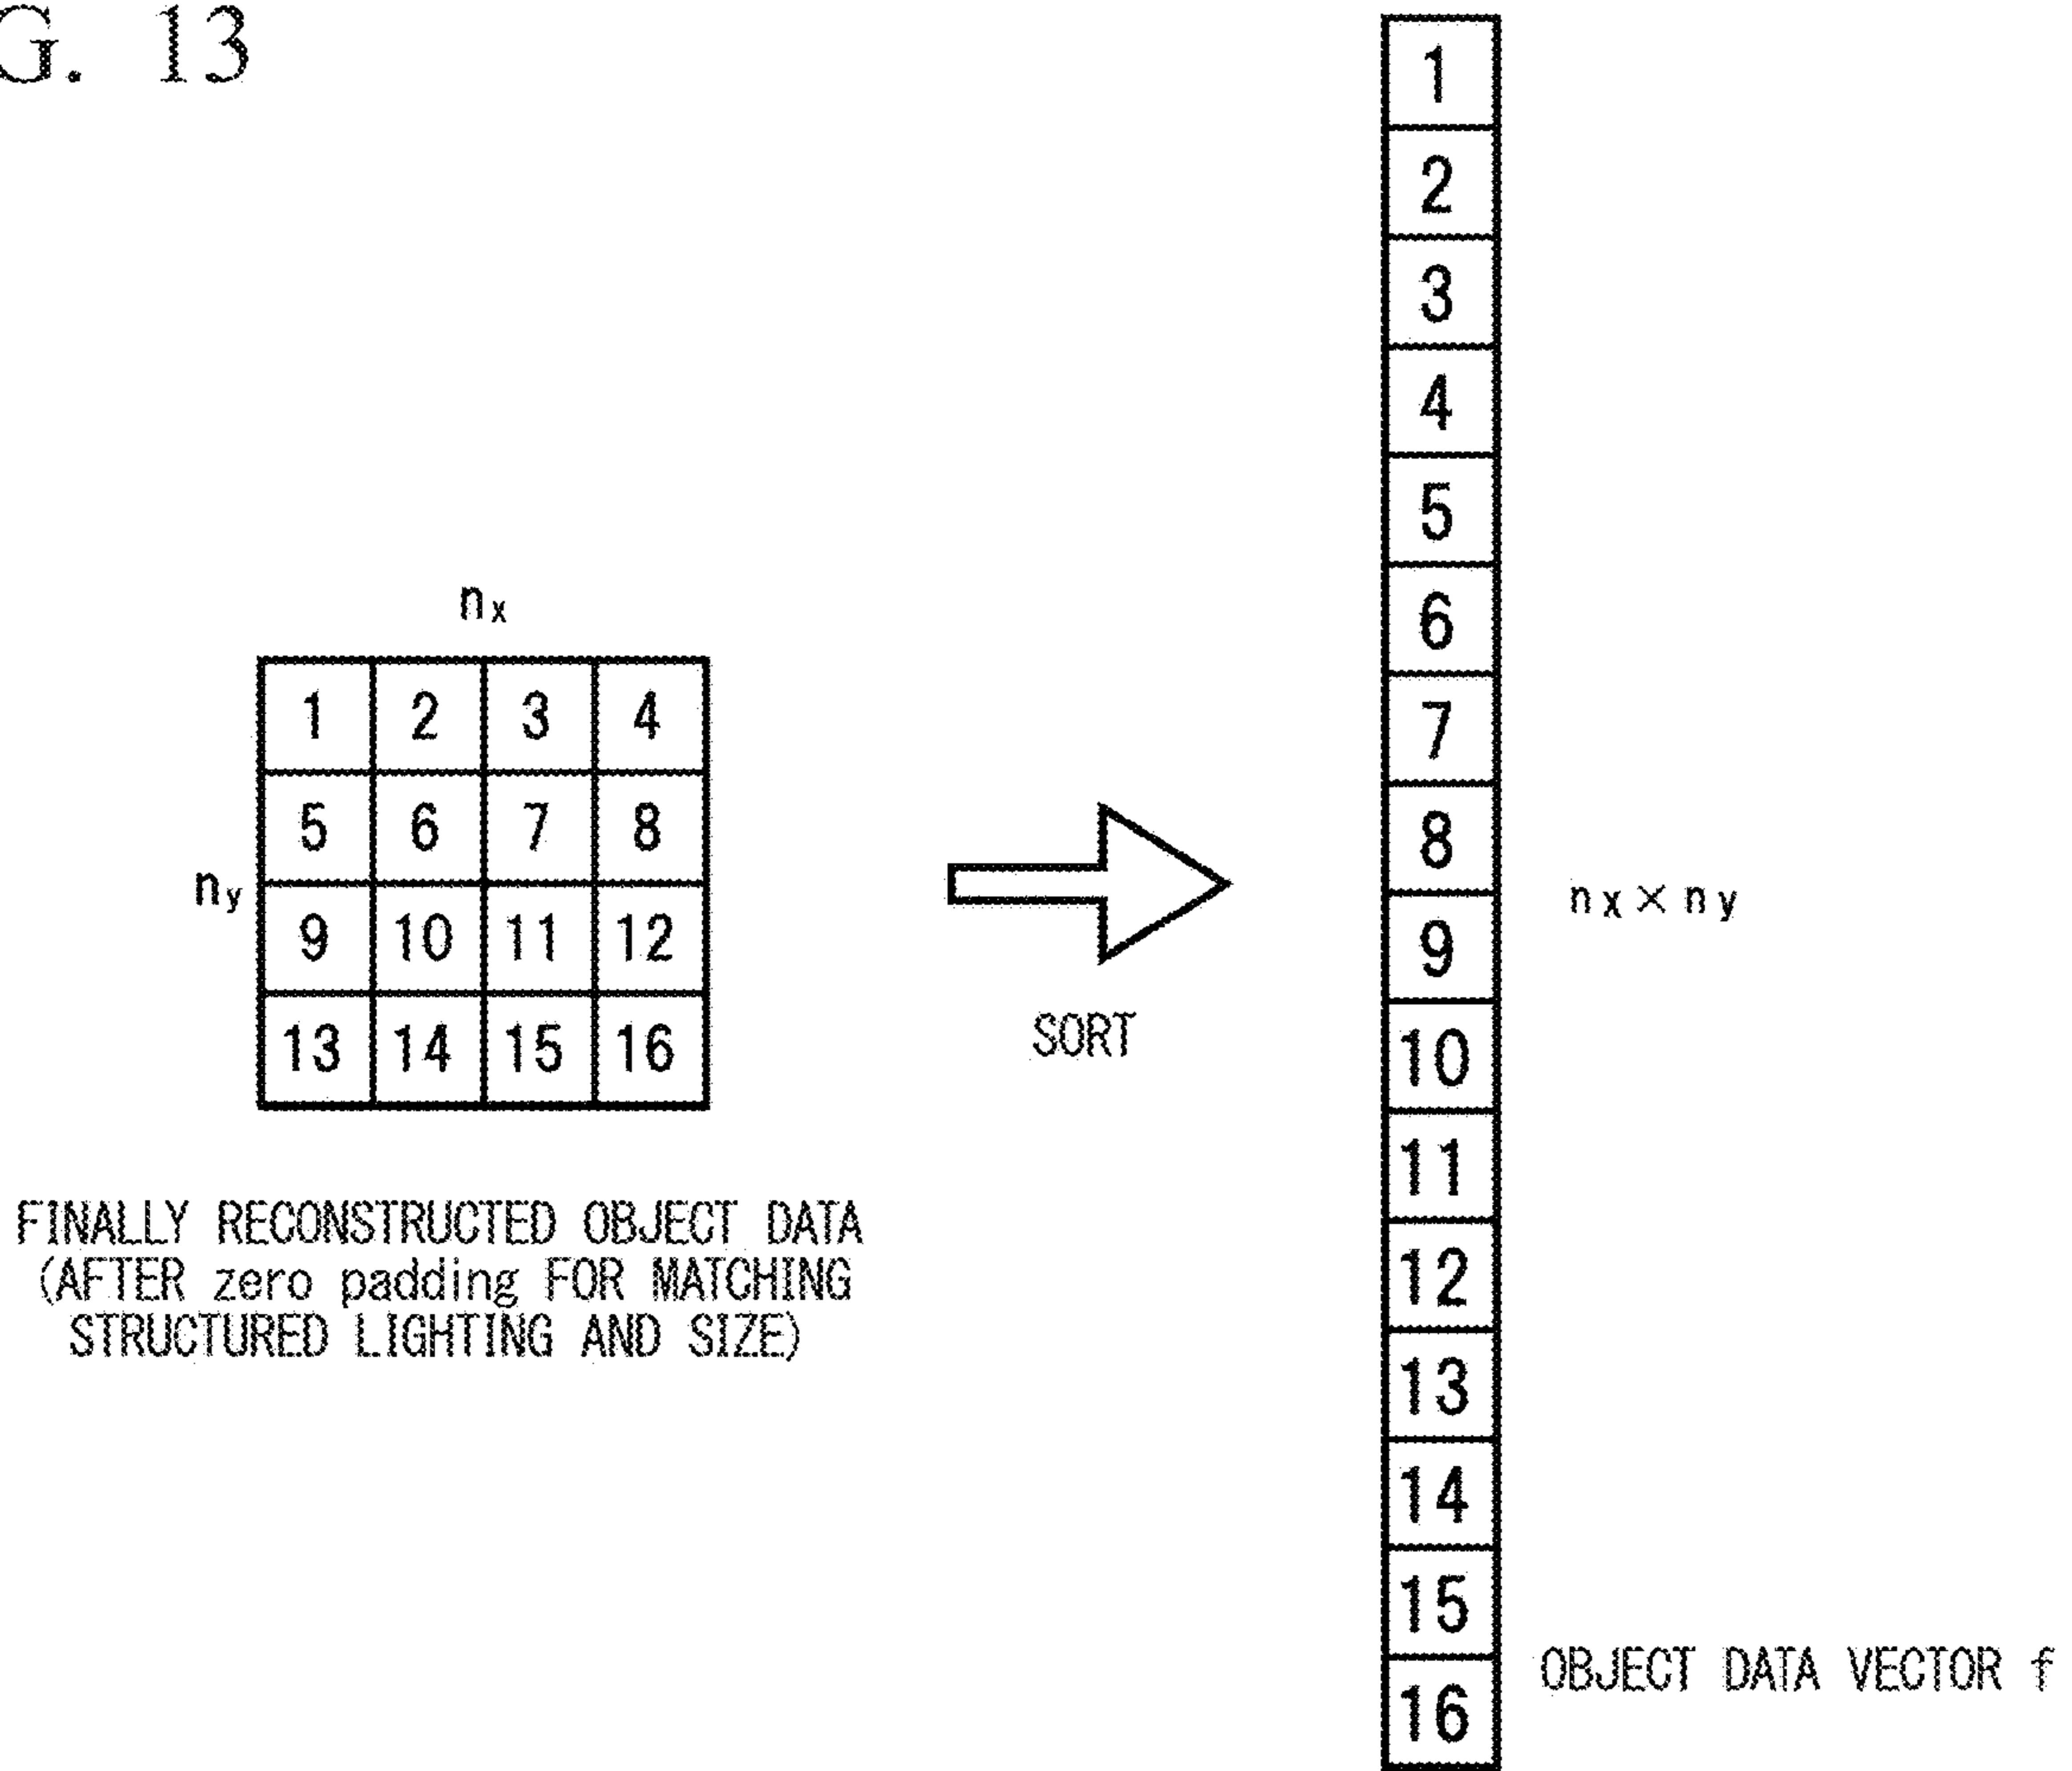 G. 13
nx
1 2 3 4
5 6 7 8
ny
9 10 11 12
13 14 15 16
FINALLY RECONSTRUCTED OBJECT DATA
(AFTER zero padding FOR MATCHING
STRUCTURED LIGHTING AND SIZE)
SORT
1
2
3
4
5
6
7
8
9
10
11
12
13
14
15
16
nx×ny
OBJECT DATA VECTOR f